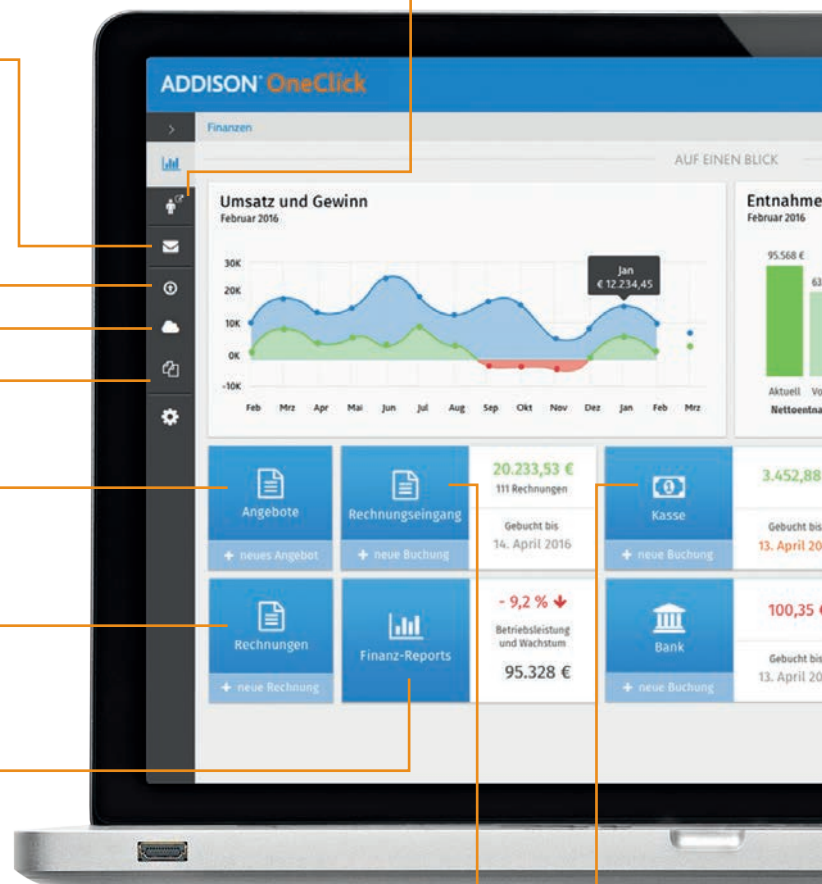 ADDISON OneClick
Finanzen
AUF EINEN BLICK
Umsatz und Gewinn
Februar 2016
30K
20K
10K
0K
-10K
Jan
€ 12.234,45
Feb Mrz Apr Mai Jun Jul Aug Sep Okt Nov Dez Jan Feb Mrz
Entnahme
Februar 2016
95.568 €
63
Aktuell Vo
Nettoentna
Angebote
+ neues Angebot
Rechnungseingang
+ neue Buchung
20.233,53 €
111 Rechnungen
Gebucht bis
14. April 2016
Kasse
+ neue Buchung
3.452,88
Gebucht bis
13. April 20
Rechnungen
+ neue Rechnung
Finanz-Reports
- 9,2 %
Betriebsleistung
und Wachstum
95.328 €
Bank
+ neue Buchung
100,35 €
Gebucht bis
13. April 20